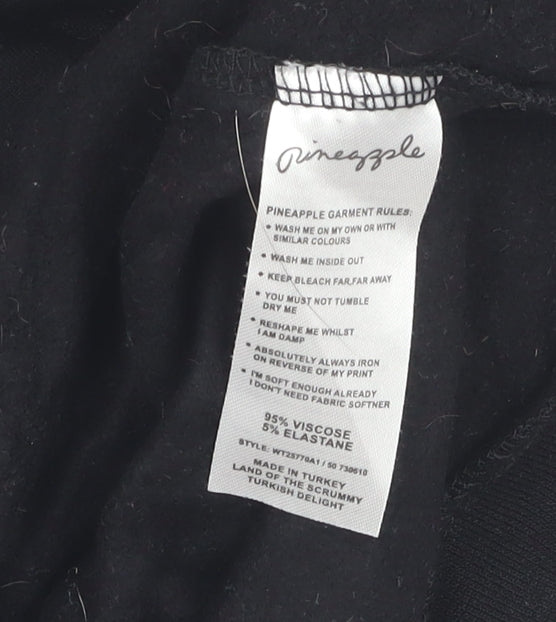 Pineapple
PINEAPPLE GARMENT RULES:
• WASH ME ON MY OWN OR WITH
SIMILAR COLOURS
• WASH ME INSIDE OUT
• KEEP BLEACH FAR,FAR AWAY
• YOU MUST NOT TUMBLE
DRY ME
• RESHAPE ME WHILST
I AM DAMP
• ABSOLUTELY ALWAYS IRON
ON REVERSE OF MY PRINT
• I'M SOFT ENOUGH ALREADY
I DON'T NEED FABRIC SOFTNER
95% VISCOSE
5% ELASTANE
STYLE: WT25770A1 / 50 730610
MADE IN TURKEY
LAND OF THE SCRUMMY
TURKISH DELIGHT